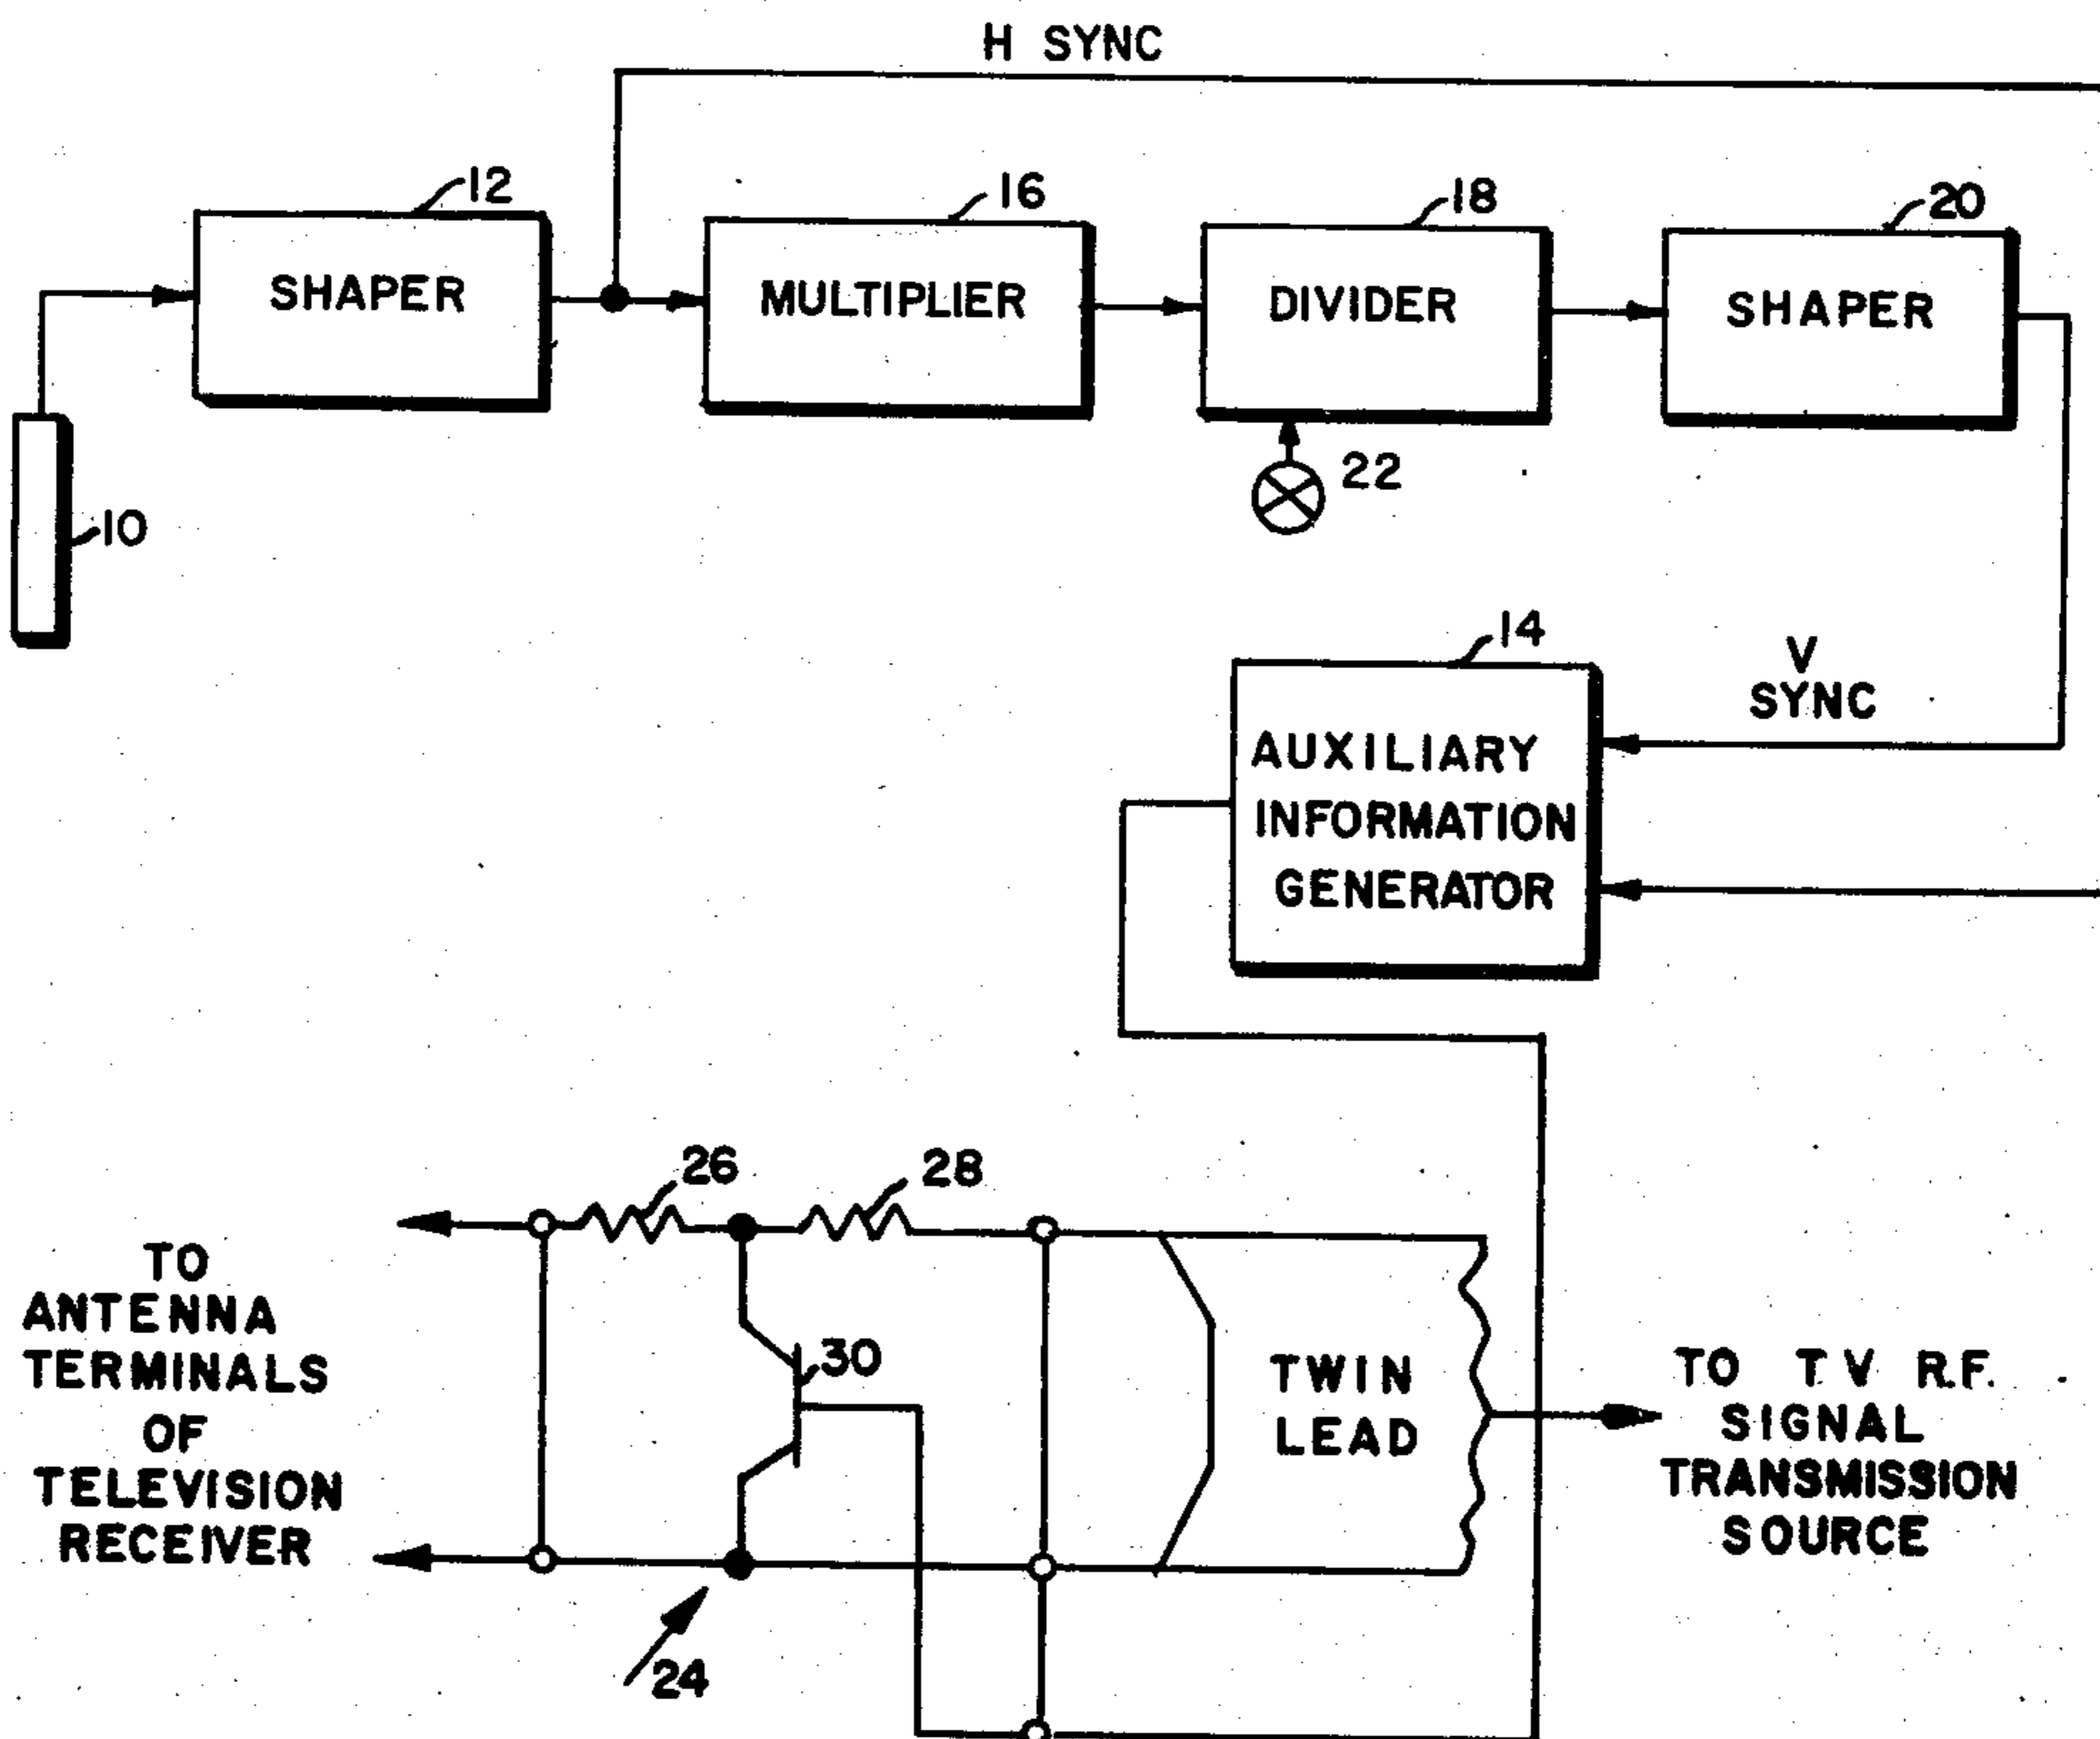 H SYNC
12
16
18
20
SHAPER
MULTIPLIER
DIVIDER
SHAPER
22
10
14
V
SYNC
AUXILIARY
INFORMATION
GENERATOR
26
28
TO
ANTENNA
TERMINALS
OF
TELEVISION
RECEIVER
30
TWIN
LEAD
TO TV R.F.
SIGNAL
TRANSMISSION
SOURCE
24